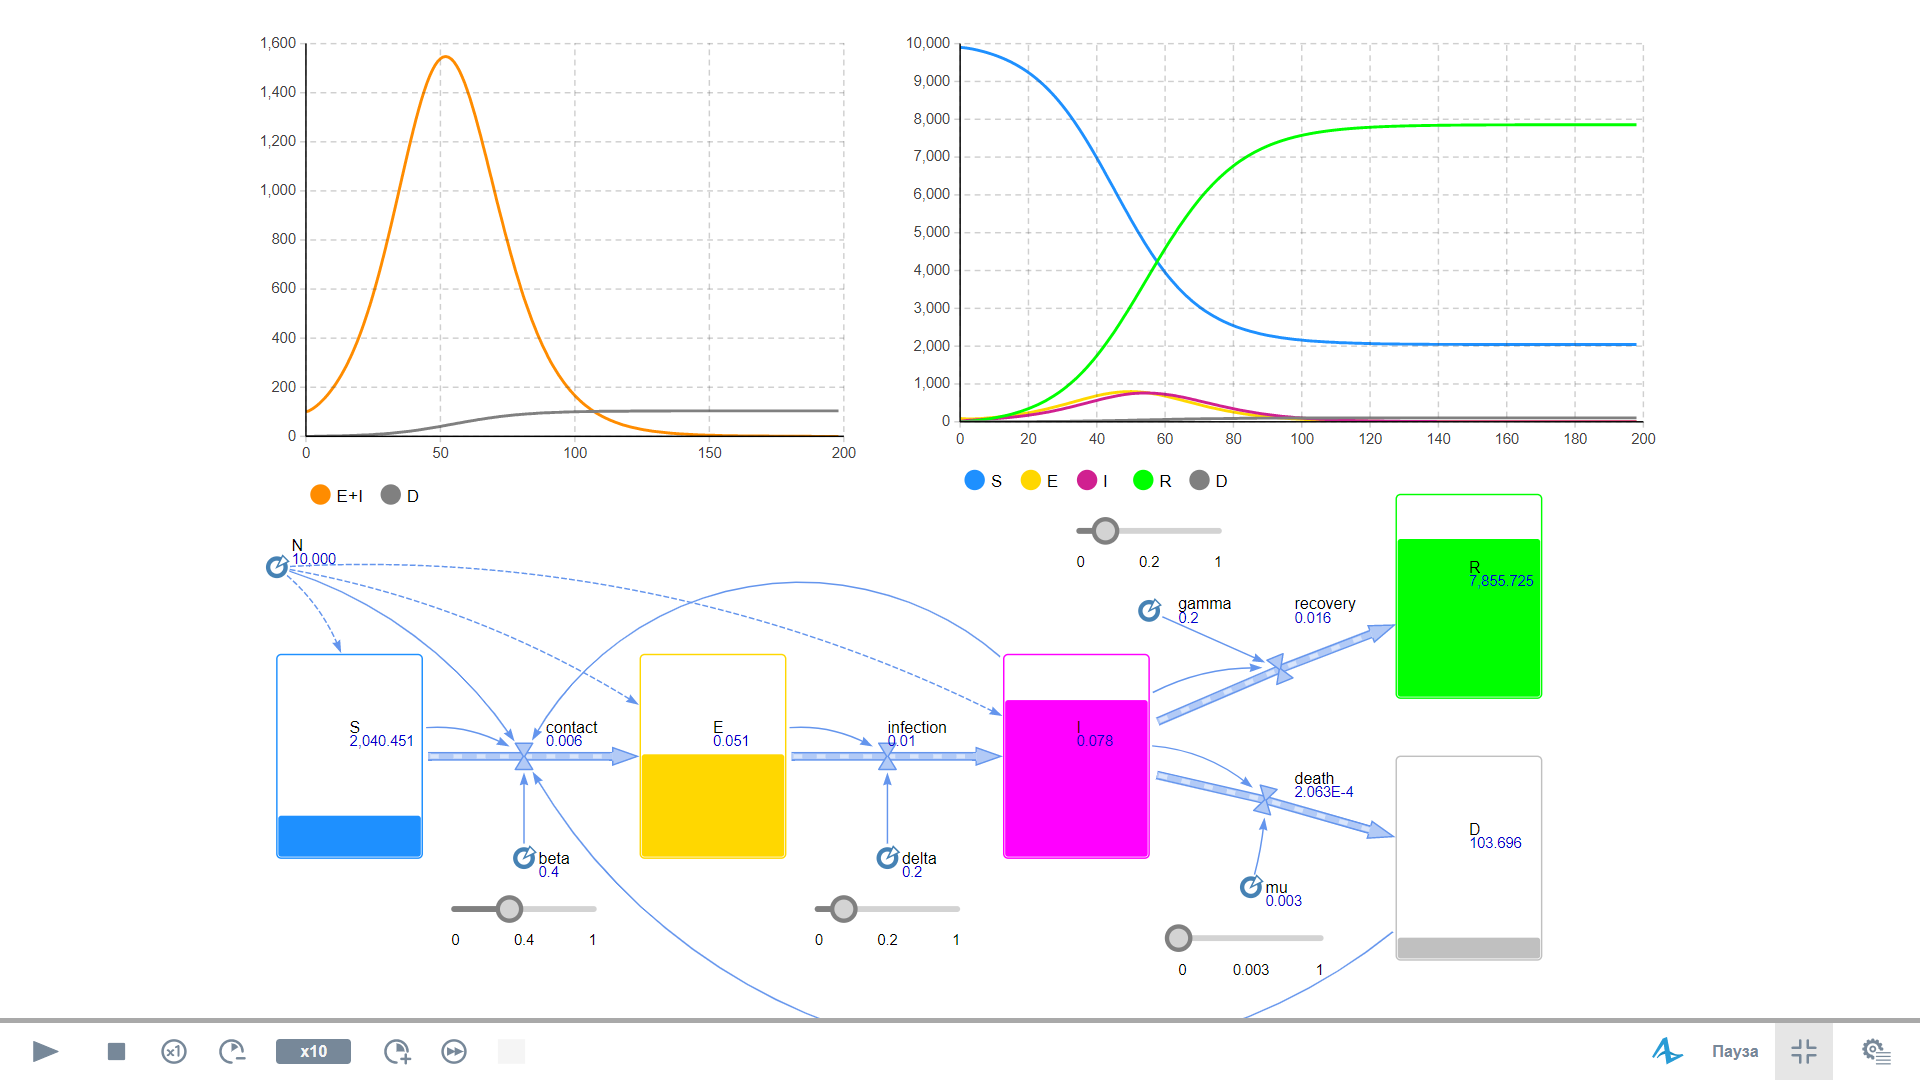 1,600
1,400
1,200
1,000
800
600
400
200
0
0 50 100 150 200
E+I D
10,000
9,000
8,000
7,000
6,000
5,000
4,000
3,000
2,000
1,000
0
0 20 40 60 80 100 120 140 160 180 200
S E I R D
0 0.2 1
N
10,000
gamma
0.2
recovery
0.016
R
7,855.725
S
2,040.451
contact
0.006
E
0.051
infection
0.01
I
0.078
death
2.063E-4
D
103.696
beta
0.4
delta
0.2
mu
0.003
0 0.4 1
0 0.2 1
0 0.003 1
x1
x10
Пауза